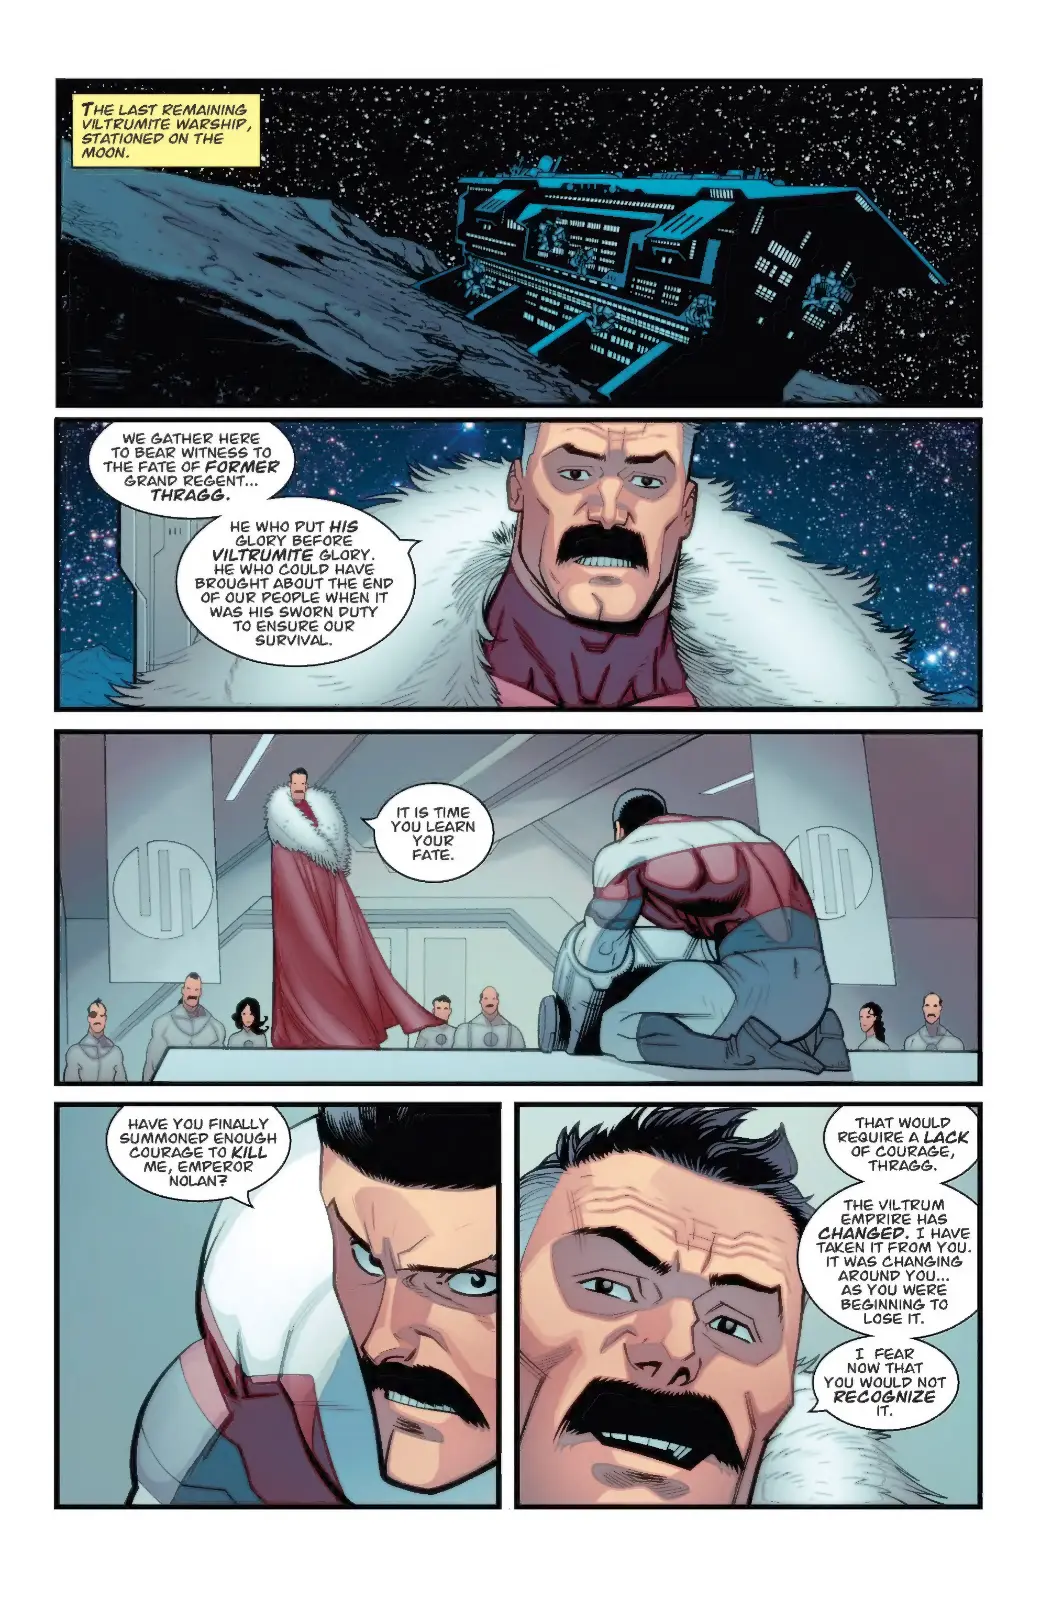 THE LAST REMAINING
VILTRUMITE WARSHIP,
STATIONED ON THE
MOON.
WE GATHER HERE
TO BEAR WITNESS TO
THE FATE OF FORMER
GRAND REGENT...
THRAGG.
HE WHO PUT HIS
GLORY BEFORE
VILTRUMITE GLORY.
HE WHO COULD HAVE
BROUGHT ABOUT THE END
OF OUR PEOPLE WHEN IT
WAS HIS SWORN DUTY
TO ENSURE OUR
SURVIVAL.
IT IS TIME
YOU LEARN
YOUR
FATE.
HAVE YOU FINALLY
SUMMONED ENOUGH
COURAGE TO KILL
ME, EMPEROR
NOLAN?
THAT WOULD
REQUIRE A LACK
OF COURAGE,
THRAGG.
THE VILTRUM
EMPRIRE HAS
CHANGED. I HAVE
TAKEN IT FROM YOU.
IT WAS CHANGING
AROUND YOU...
AS YOU WERE
BEGINNING TO
LOSE IT.
I FEAR
NOW THAT
YOU WOULD NOT
RECOGNIZE
IT.